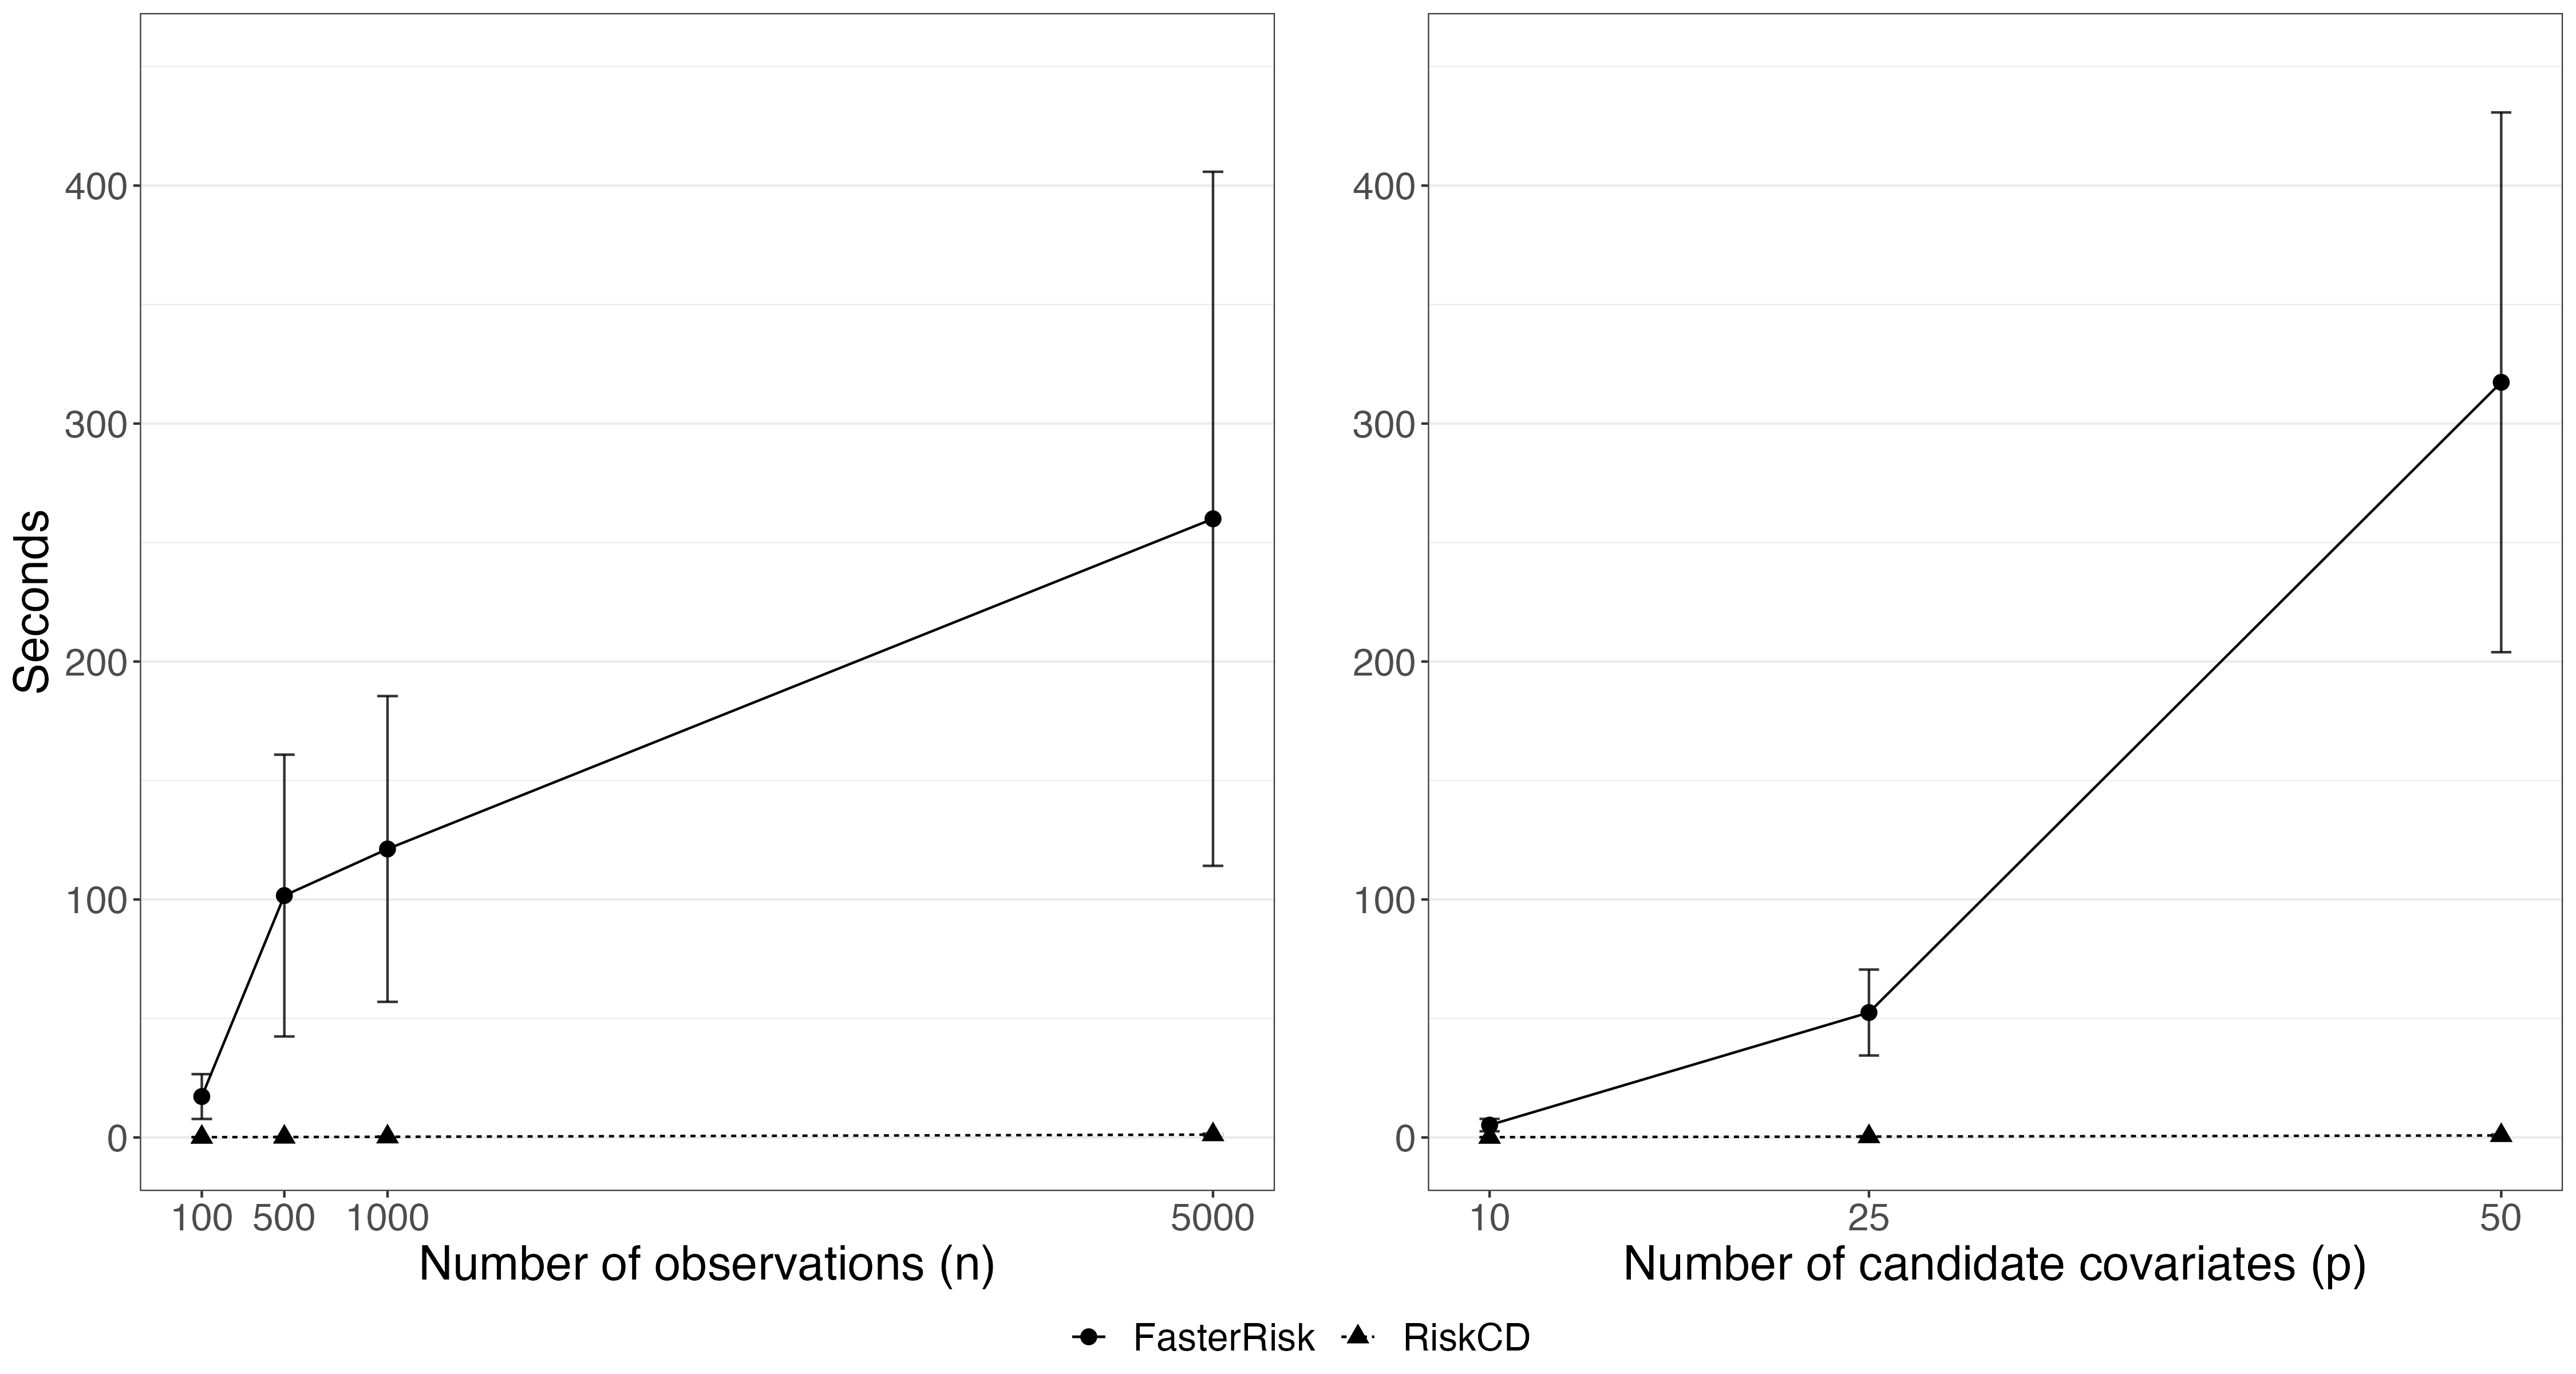 Seconds
400
300
200
100
0
100 500 1000 5000
Number of observations (n)
400
300
200
100
0
10 25 50
Number of candidate covariates (p)
FasterRisk RiskCD